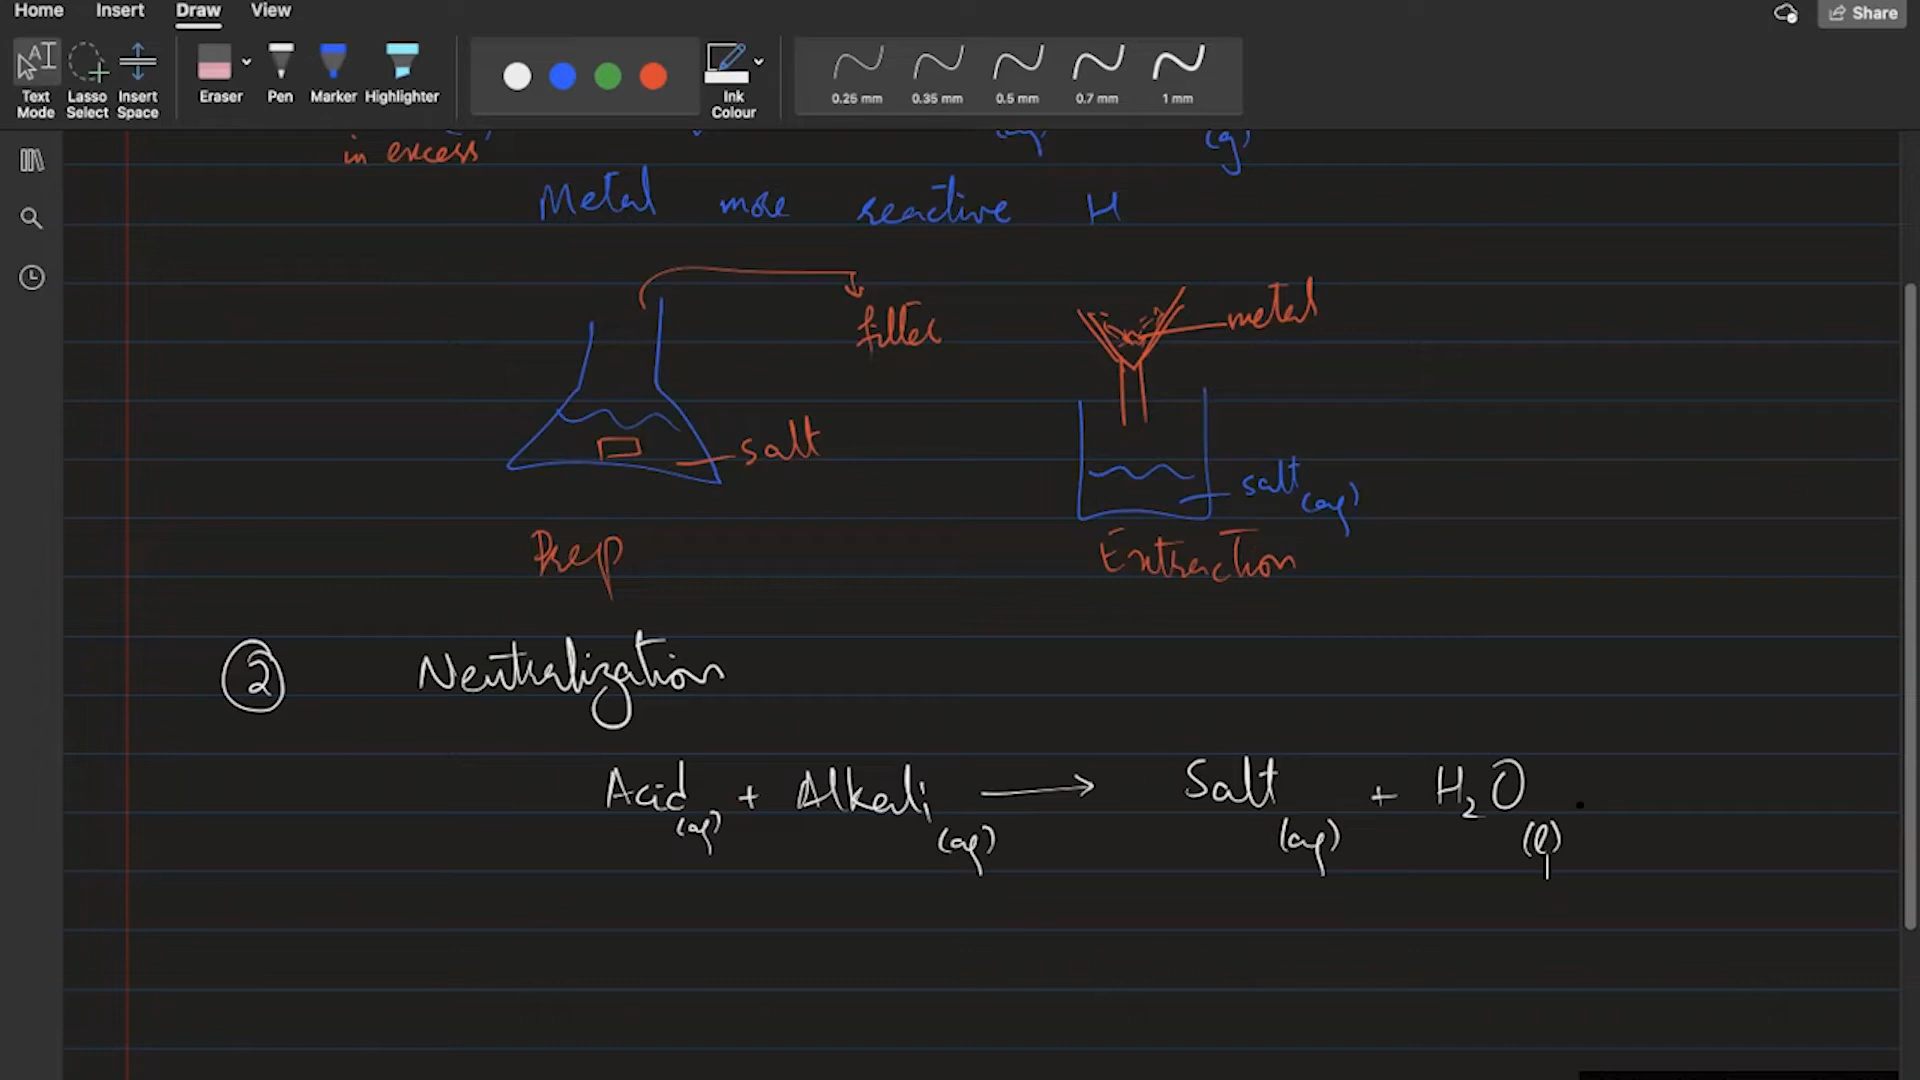 Home Insert Draw View Share
Text Mode Lasso Select Insert Space Eraser Pen Marker Highlighter Ink Colour 0.25 mm 0.35 mm 0.5 mm 0.7 mm 1 mm
in excess (aq) (g)
Metal more reactive H
metal
filter
salt
salt (aq)
Prep Extraction
② Neutralization
Acid (aq) + Alkali (aq) → Salt (aq) + H₂O (l)